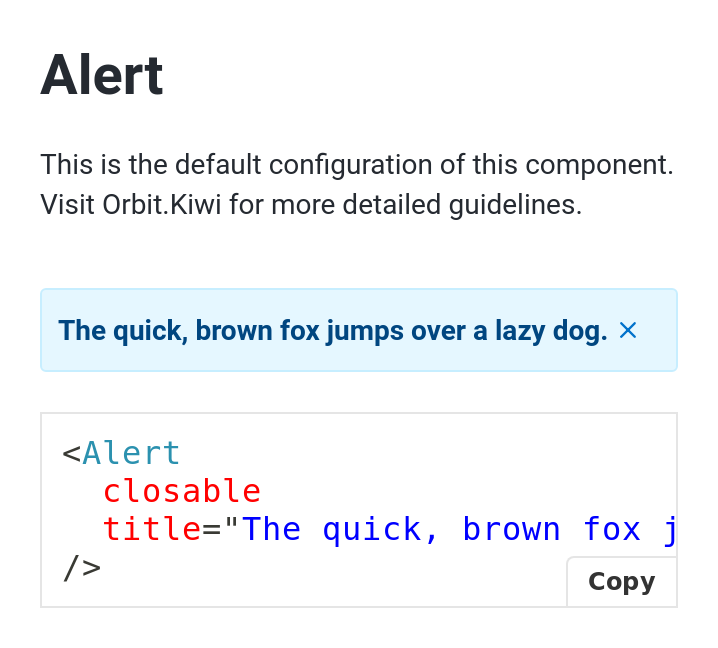 Alert
This is the default configuration of this component.
Visit Orbit.Kiwi for more detailed guidelines.
The quick, brown fox jumps over a lazy dog.
<Alert
  closable
  title="The quick, brown fox j
/>
Copy